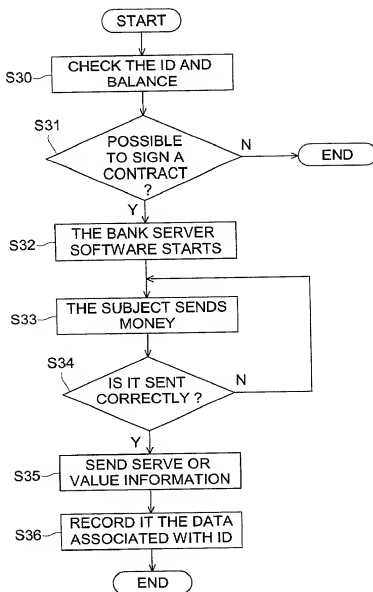 START
S30
CHECK THE ID AND
BALANCE
S31
POSSIBLE
TO SIGN A
CONTRACT
?
N
END
Y
S32
THE BANK SERVER
SOFTWARE STARTS
S33
THE SUBJECT SENDS
MONEY
S34
IS IT SENT
CORRECTLY ?
N
Y
S35
SEND SERVE OR
VALUE INFORMATION
S36
RECORD IT THE DATA
ASSOCIATED WITH ID
END